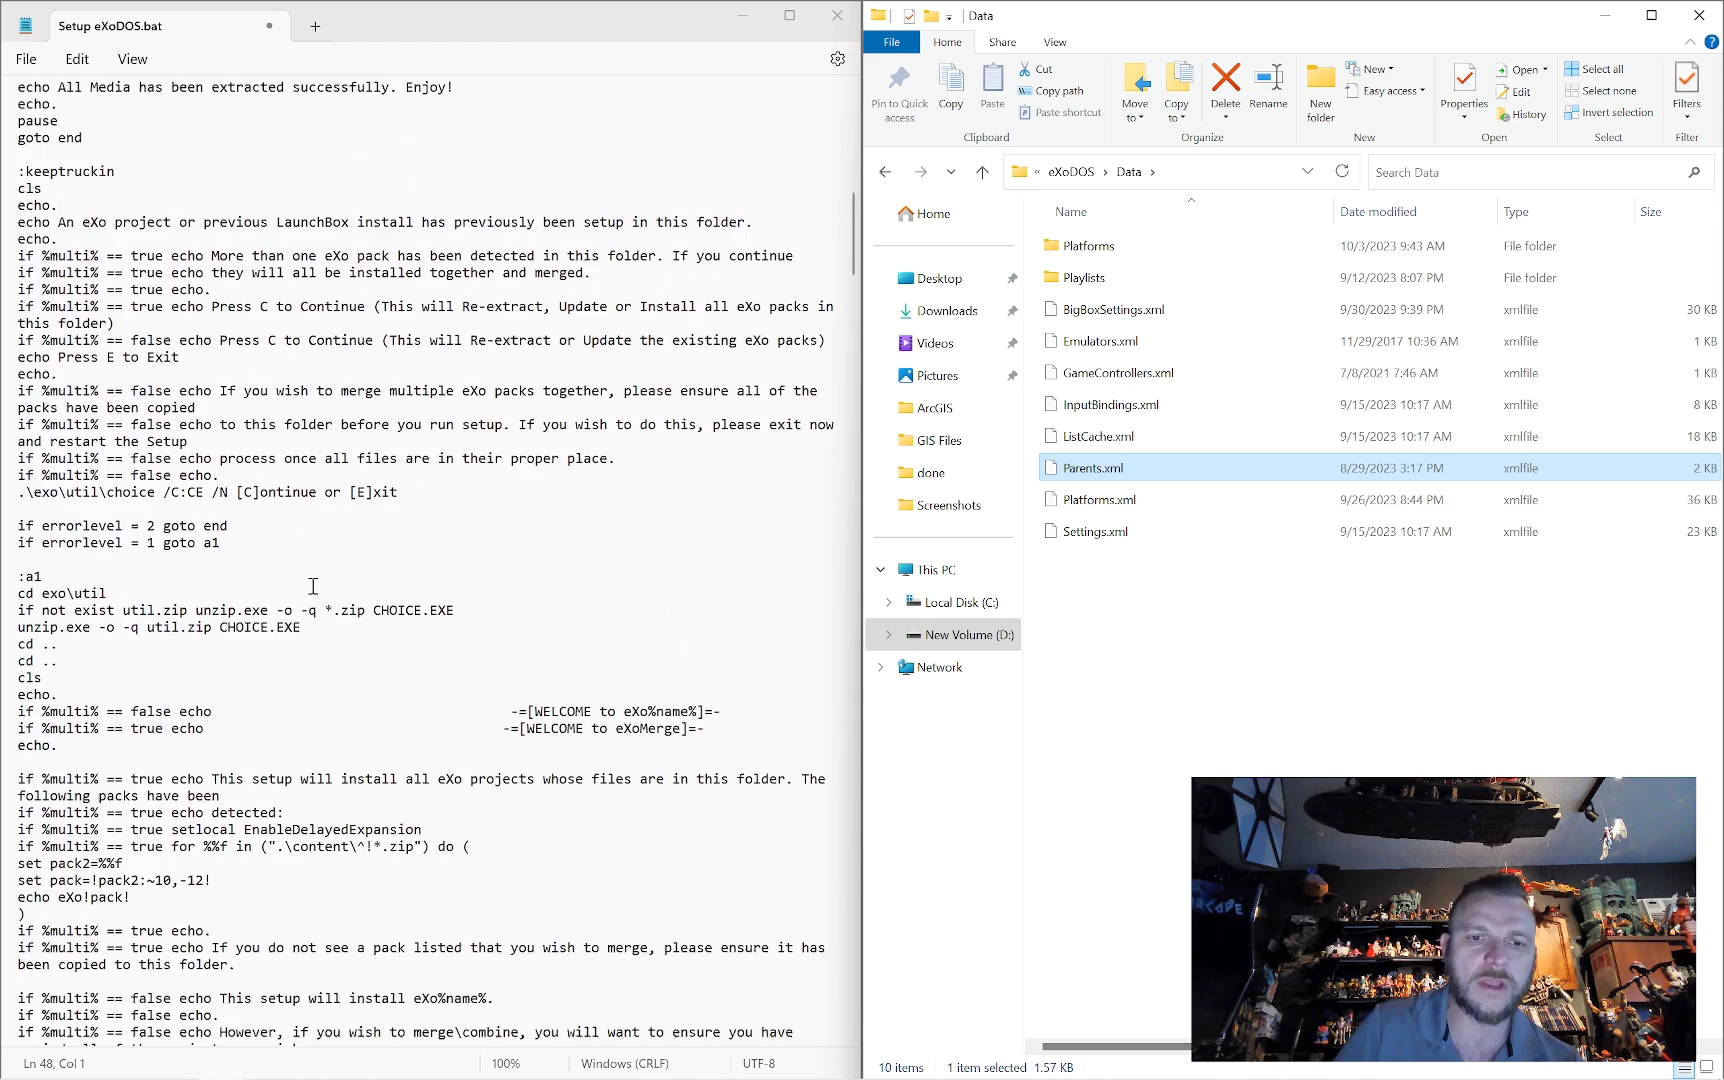 Setup eXoDOS.bat
File Edit View
echo All Media has been extracted successfully. Enjoy!
echo.
pause
goto end
:keeptruckin
cls
echo.
echo An eXo project or previous LaunchBox install has previously been setup in this folder.
echo.
if %multi% == true echo More than one eXo pack has been detected in this folder. If you continue
if %multi% == true echo they will all be installed together and merged.
if %multi% == true echo.
if %multi% == true echo Press C to Continue (This will Re-extract, Update or Install all eXo packs in
this folder)
if %multi% == false echo Press C to Continue (This will Re-extract or Update the existing eXo packs)
echo Press E to Exit
echo.
if %multi% == false echo If you wish to merge multiple eXo packs together, please ensure all of the
packs have been copied
if %multi% == false echo to this folder before you run setup. If you wish to do this, please exit now
and restart the Setup
if %multi% == false echo process once all files are in their proper place.
if %multi% == false echo.
.\exo\util\choice /C:CE /N [C]ontinue or [E]xit
if errorlevel = 2 goto end
if errorlevel = 1 goto a1
:a1
cd exo\util
if not exist util.zip unzip.exe -o -q *.zip CHOICE.EXE
unzip.exe -o -q util.zip CHOICE.EXE
cd ..
cd ..
cls
echo.
if %multi% == false echo -=[WELCOME to eXo%name%]=-
if %multi% == true echo -=[WELCOME to eXoMerge]=-
echo.
if %multi% == true echo This setup will install all eXo projects whose files are in this folder. The
following packs have been
if %multi% == true echo detected:
if %multi% == true setlocal EnableDelayedExpansion
if %multi% == true for %%f in (".\content\^!*.zip") do (
set pack2=%%f
set pack=!pack2:~10,-12!
echo eXo!pack!
)
if %multi% == true echo.
if %multi% == true echo If you do not see a pack listed that you wish to merge, please ensure it has
been copied to this folder.
if %multi% == false echo This setup will install eXo%name%.
if %multi% == false echo.
if %multi% == false echo However, if you wish to merge\combine, you will want to ensure you have
Ln 48, Col 1 100% Windows (CRLF) UTF-8
Data
File Home Share View
Pin to Quick access
Copy
Paste
Cut
Copy path
Paste shortcut
Clipboard
Move to
Copy to
Delete
Rename
Organize
New folder
New
Easy access
New
Properties
Open
Edit
History
Open
Select all
Select none
Invert selection
Select
Filters
Filter
« eXoDOS › Data ›
Search Data
Home
Desktop
Downloads
Videos
Pictures
ArcGIS
GIS Files
done
Screenshots
This PC
Local Disk (C:)
New Volume (D:)
Network
Name Date modified Type Size
Platforms 10/3/2023 9:43 AM File folder
Playlists 9/12/2023 8:07 PM File folder
BigBoxSettings.xml 9/30/2023 9:39 PM xmlfile 30 KB
Emulators.xml 11/29/2017 10:36 AM xmlfile 1 KB
GameControllers.xml 7/8/2021 7:46 AM xmlfile 1 KB
InputBindings.xml 9/15/2023 10:17 AM xmlfile 8 KB
ListCache.xml 9/15/2023 10:17 AM xmlfile 18 KB
Parents.xml 8/29/2023 3:17 PM xmlfile 2 KB
Platforms.xml 9/26/2023 8:44 PM xmlfile 36 KB
Settings.xml 9/15/2023 10:17 AM xmlfile 23 KB
10 items 1 item selected 1.57 KB